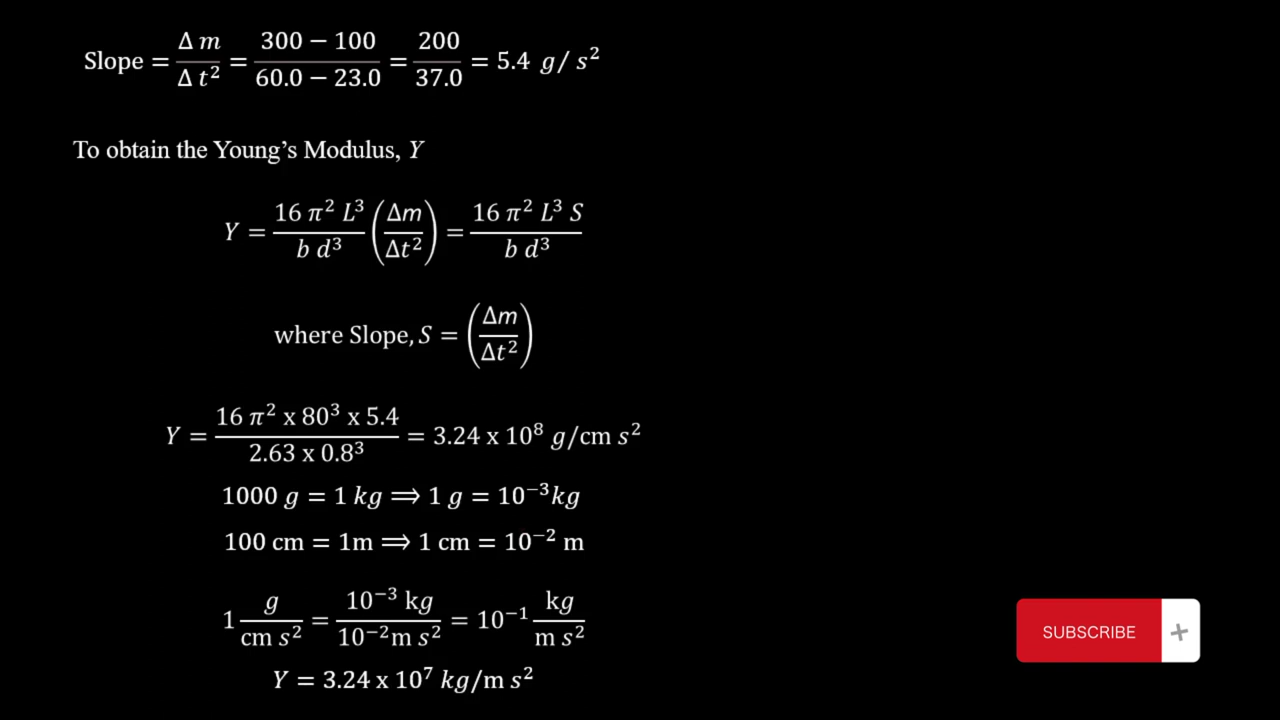 Slope = Δ m / Δ t² = 300 − 100 / 60.0 − 23.0 = 200 / 37.0 = 5.4 g/ s²
To obtain the Young's Modulus, Y
Y = 16 π² L³ / b d³ (Δm / Δt²) = 16 π² L³ S / b d³
where Slope, S = (Δm / Δt²)
Y = 16 π² x 80³ x 5.4 / 2.63 x 0.8³ = 3.24 x 10⁸ g/cm s²
1000 g = 1 kg ⟹ 1 g = 10⁻³kg
100 cm = 1m ⟹ 1 cm = 10⁻² m
1 g / cm s² = 10⁻³ kg / 10⁻²m s² = 10⁻¹ kg / m s²
SUBSCRIBE +
Y = 3.24 x 10⁷ kg/m s²